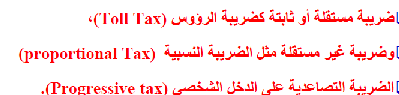 ضريبة مستقلة أو ثابتة كضريبة الرؤوس (Toll Tax)،
وضريبة غير مستقلة مثل الضريبة النسبية (proportional Tax)
الضريبة التصاعدية على الدخل الشخصي (Progressive tax).